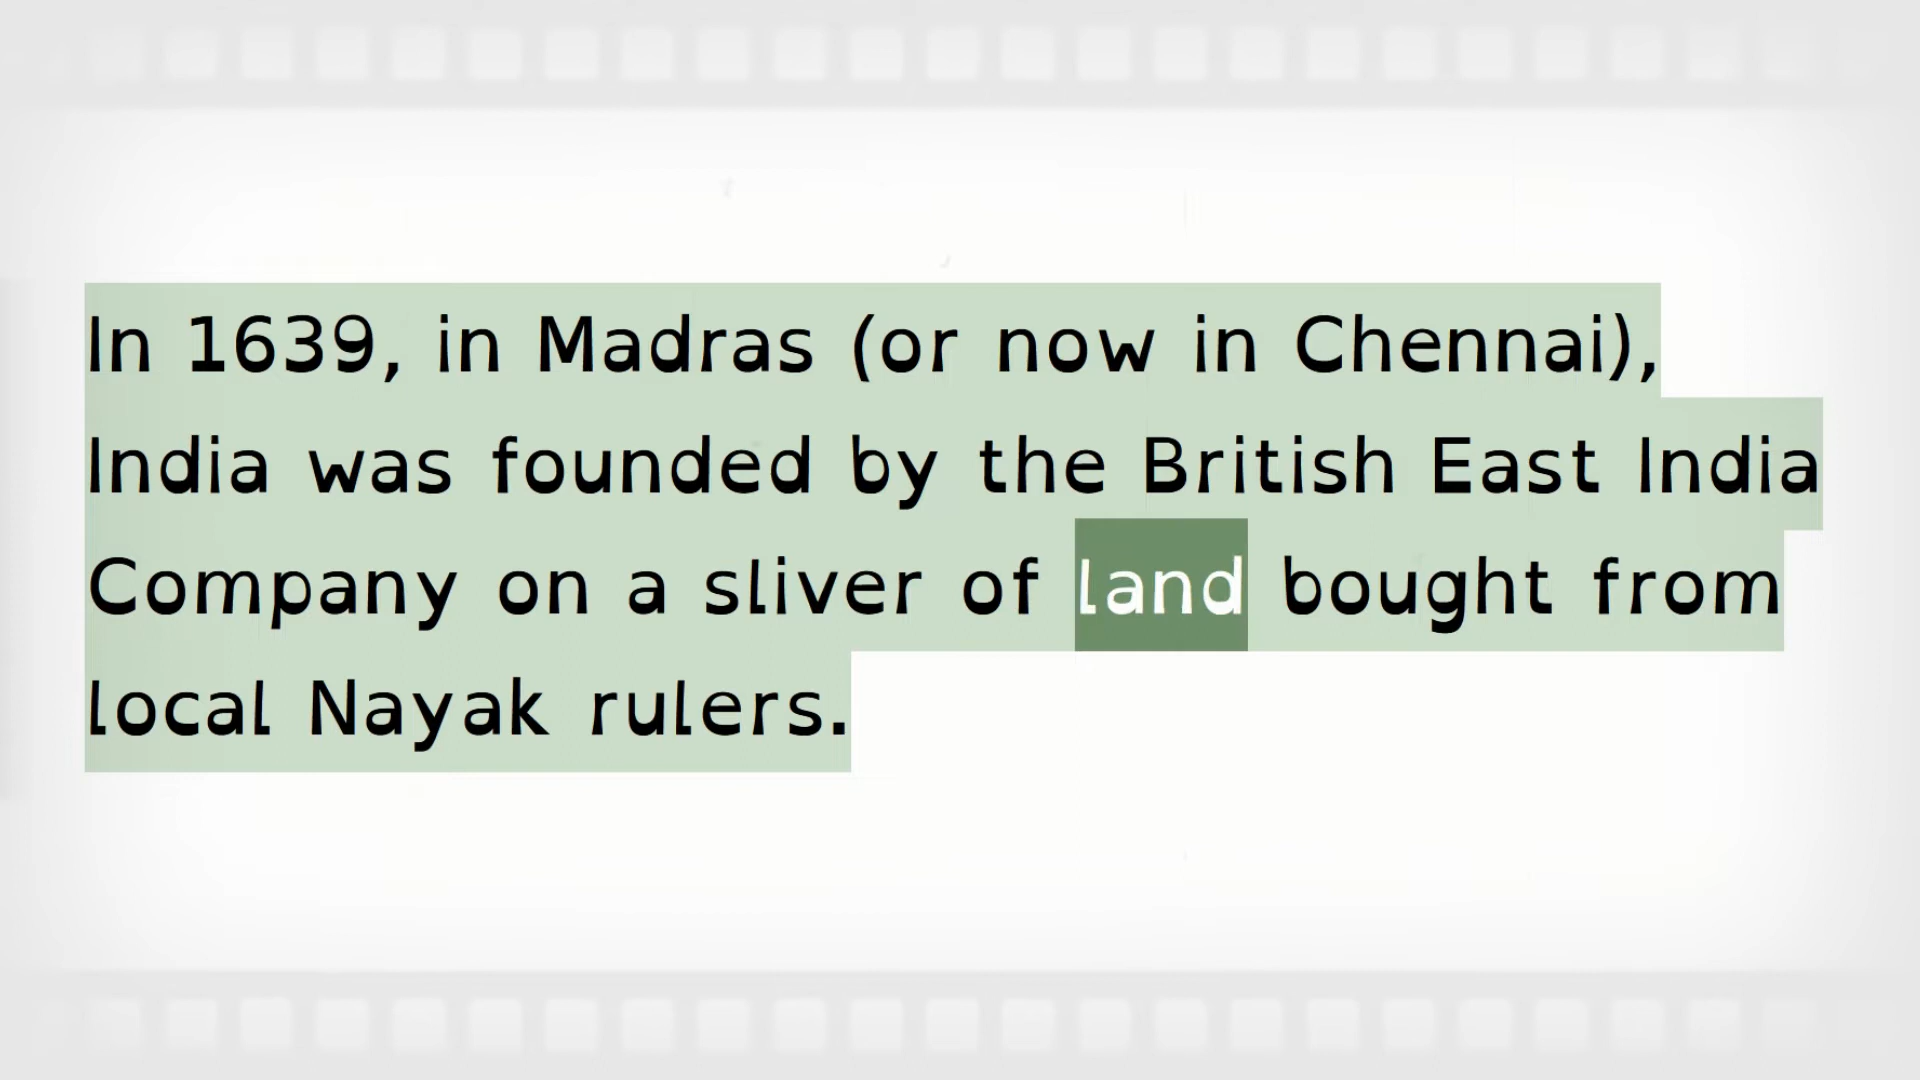 In 1639, in Madras (or now in Chennai),
India was founded by the British East India
Company on a sliver of land bought from
local Nayak rulers.